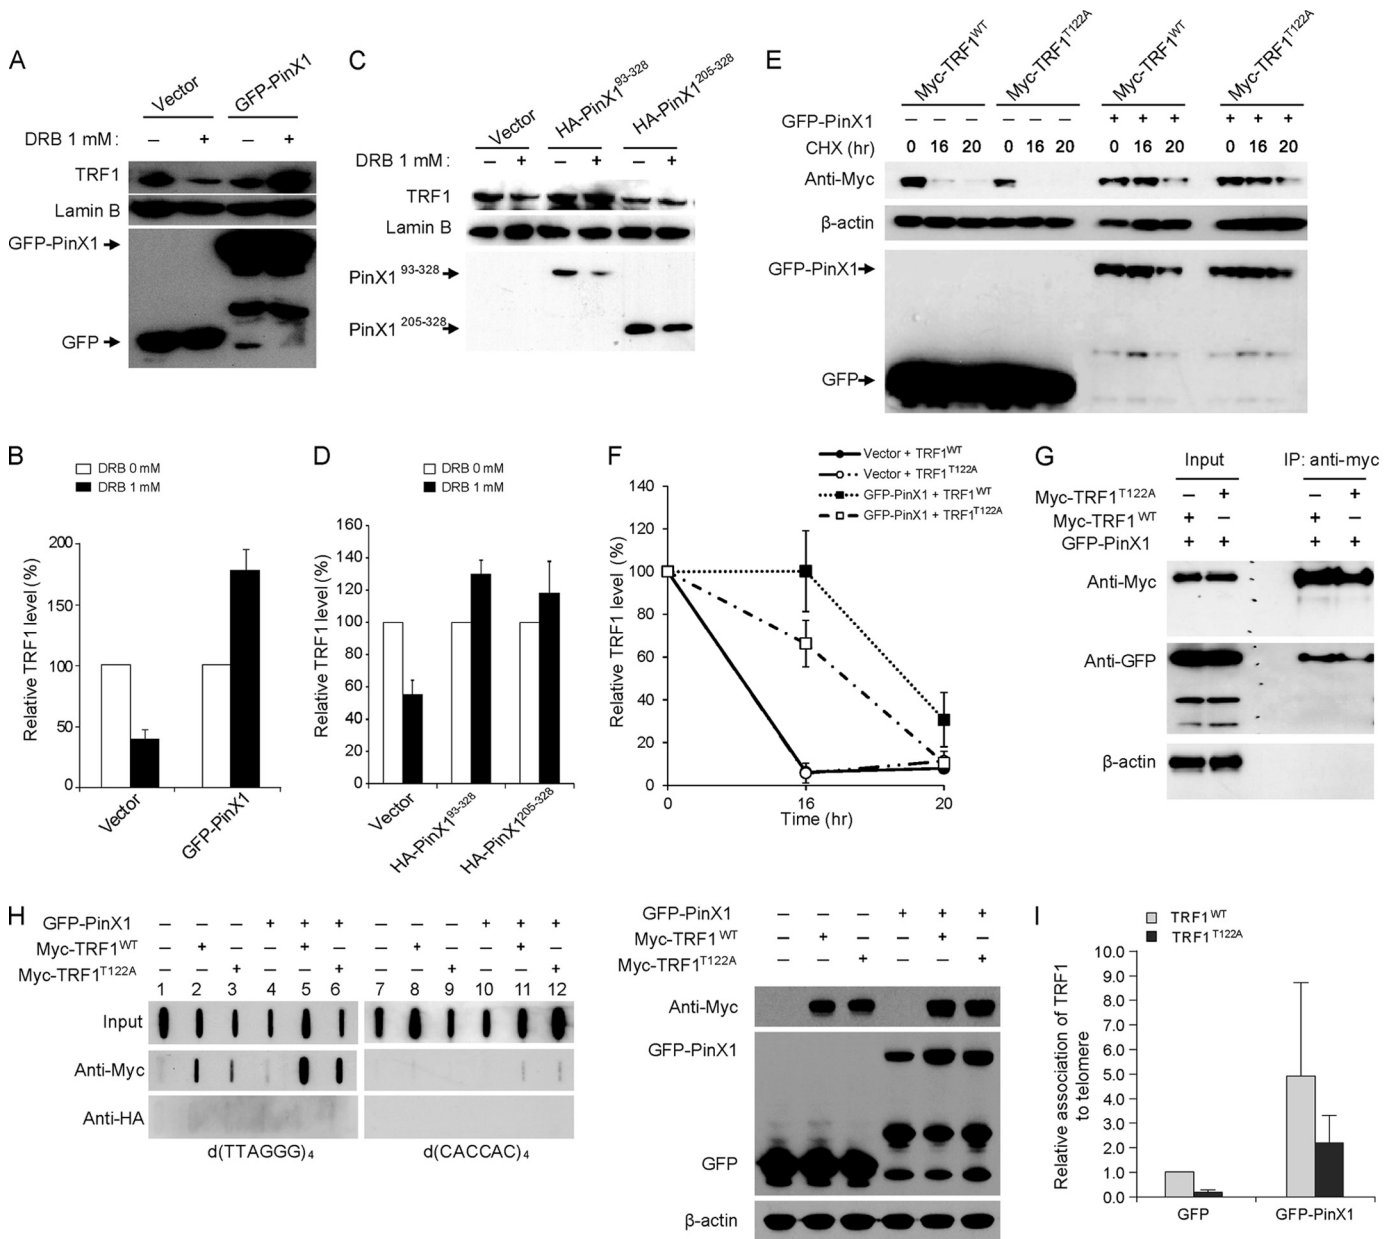 A
Vector
GFP-PinX1
DRB 1 mM: – + – +
TRF1
Lamin B
GFP-PinX1
GFP
C
Vector
HA-PinX1 93-328
HA-PinX1 205-328
DRB 1 mM: – + – + – +
TRF1
Lamin B
PinX1 93-328
PinX1 205-328
E
Myc-TRF1 WT
Myc-TRF1 T122A
Myc-TRF1 WT
Myc-TRF1 T122A
GFP-PinX1 – – – – – – + + + + + +
CHX (hr) 0 16 20 0 16 20 0 16 20 0 16 20
Anti-Myc
β-actin
GFP-PinX1
GFP
B
DRB 0 mM
DRB 1 mM
Relative TRF1 level (%)
200
150
100
50
0
Vector
GFP-PinX1
D
DRB 0 mM
DRB 1 mM
Relative TRF1 level (%)
160
140
120
100
80
60
40
20
0
Vector
HA-PinX1 93-328
HA-PinX1 205-328
F
Vector + TRF1 WT
Vector + TRF1 T122A
GFP-PinX1 + TRF1 WT
GFP-PinX1 + TRF1 T122A
Relative TRF1 level (%)
140
120
100
80
60
40
20
0
0 16 20
Time (hr)
G
Input IP: anti-myc
Myc-TRF1 T122A – + – +
Myc-TRF1 WT + – + –
GFP-PinX1 + + + +
Anti-Myc
Anti-GFP
β-actin
H
GFP-PinX1 – – – + + + – – – + + +
Myc-TRF1 WT – + – – + – – + – – + –
Myc-TRF1 T122A – – + – – + – – + – – +
1 2 3 4 5 6 7 8 9 10 11 12
Input
Anti-Myc
Anti-HA
d(TTAGGG)4 d(CACCAC)4
GFP-PinX1 – – – + + +
Myc-TRF1 WT – + – – + –
Myc-TRF1 T122A – – + – – +
Anti-Myc
GFP-PinX1
GFP
β-actin
I
TRF1 WT
TRF1 T122A
Relative association of TRF1
to telomere
10.0
8.0
6.0
5.0
4.0
3.0
2.0
1.0
0.0
GFP GFP-PinX1